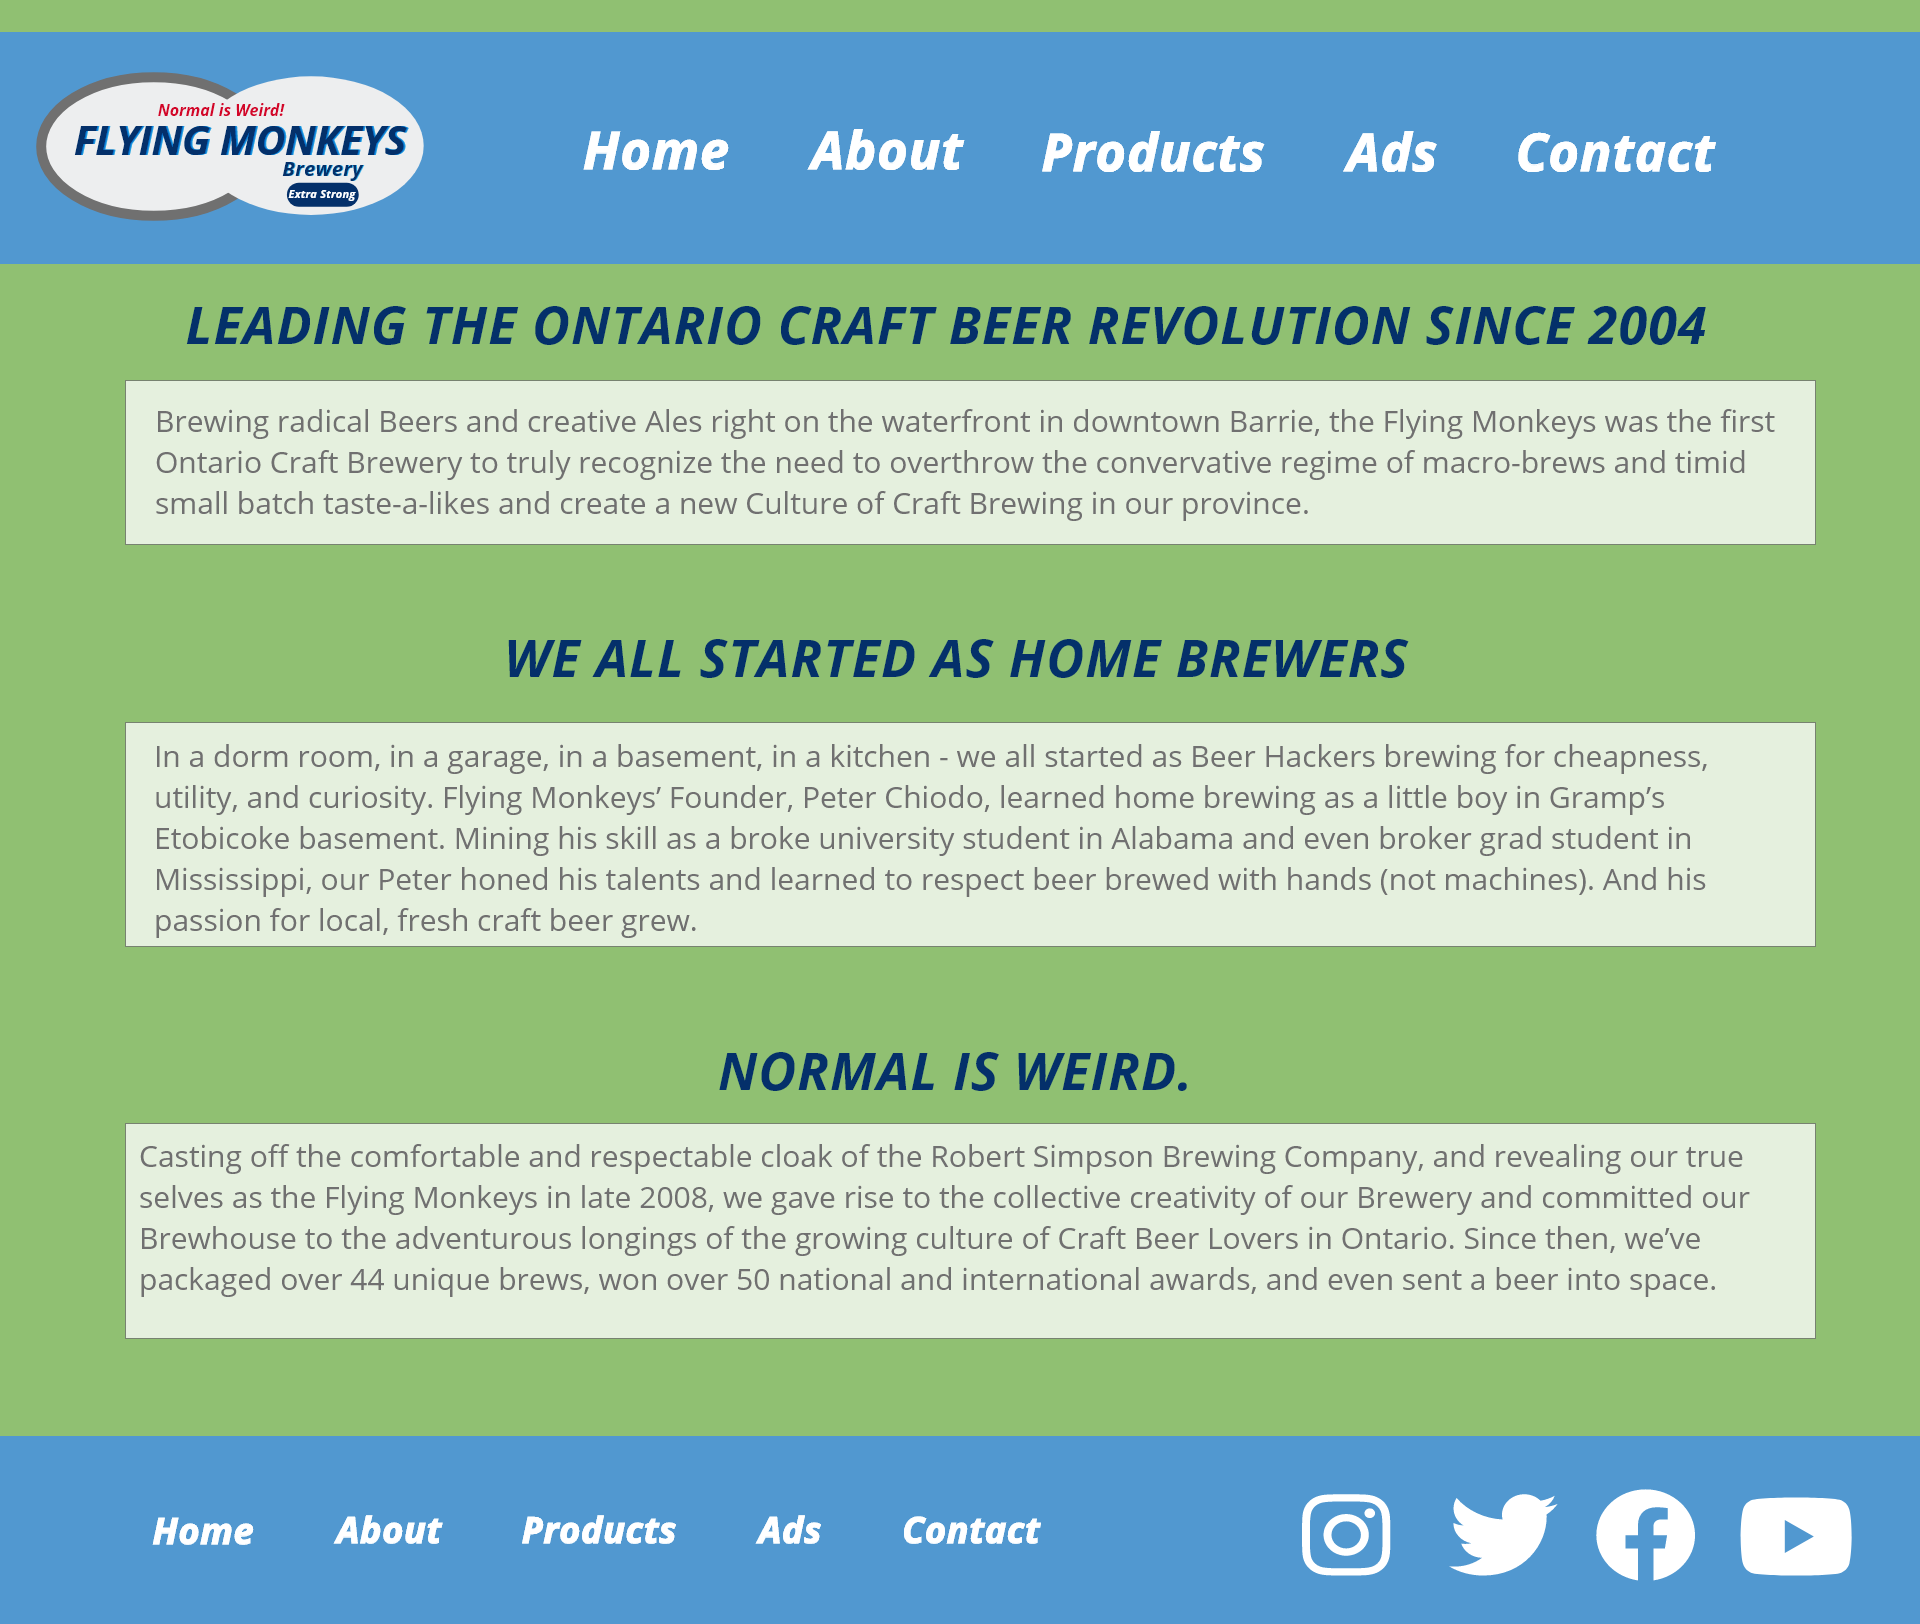 Normal is Weird!
FLYING MONKEYS
Brewery
Extra Strong
Home About Products Ads Contact
LEADING THE ONTARIO CRAFT BEER REVOLUTION SINCE 2004
Brewing radical Beers and creative Ales right on the waterfront in downtown Barrie, the Flying Monkeys was the first
Ontario Craft Brewery to truly recognize the need to overthrow the convervative regime of macro-brews and timid
small batch taste-a-likes and create a new Culture of Craft Brewing in our province.
WE ALL STARTED AS HOME BREWERS
In a dorm room, in a garage, in a basement, in a kitchen - we all started as Beer Hackers brewing for cheapness,
utility, and curiosity. Flying Monkeys’ Founder, Peter Chiodo, learned home brewing as a little boy in Gramp’s
Etobicoke basement. Mining his skill as a broke university student in Alabama and even broker grad student in
Mississippi, our Peter honed his talents and learned to respect beer brewed with hands (not machines). And his
passion for local, fresh craft beer grew.
NORMAL IS WEIRD.
Casting off the comfortable and respectable cloak of the Robert Simpson Brewing Company, and revealing our true
selves as the Flying Monkeys in late 2008, we gave rise to the collective creativity of our Brewery and committed our
Brewhouse to the adventurous longings of the growing culture of Craft Beer Lovers in Ontario. Since then, we’ve
packaged over 44 unique brews, won over 50 national and international awards, and even sent a beer into space.
Home About Products Ads Contact